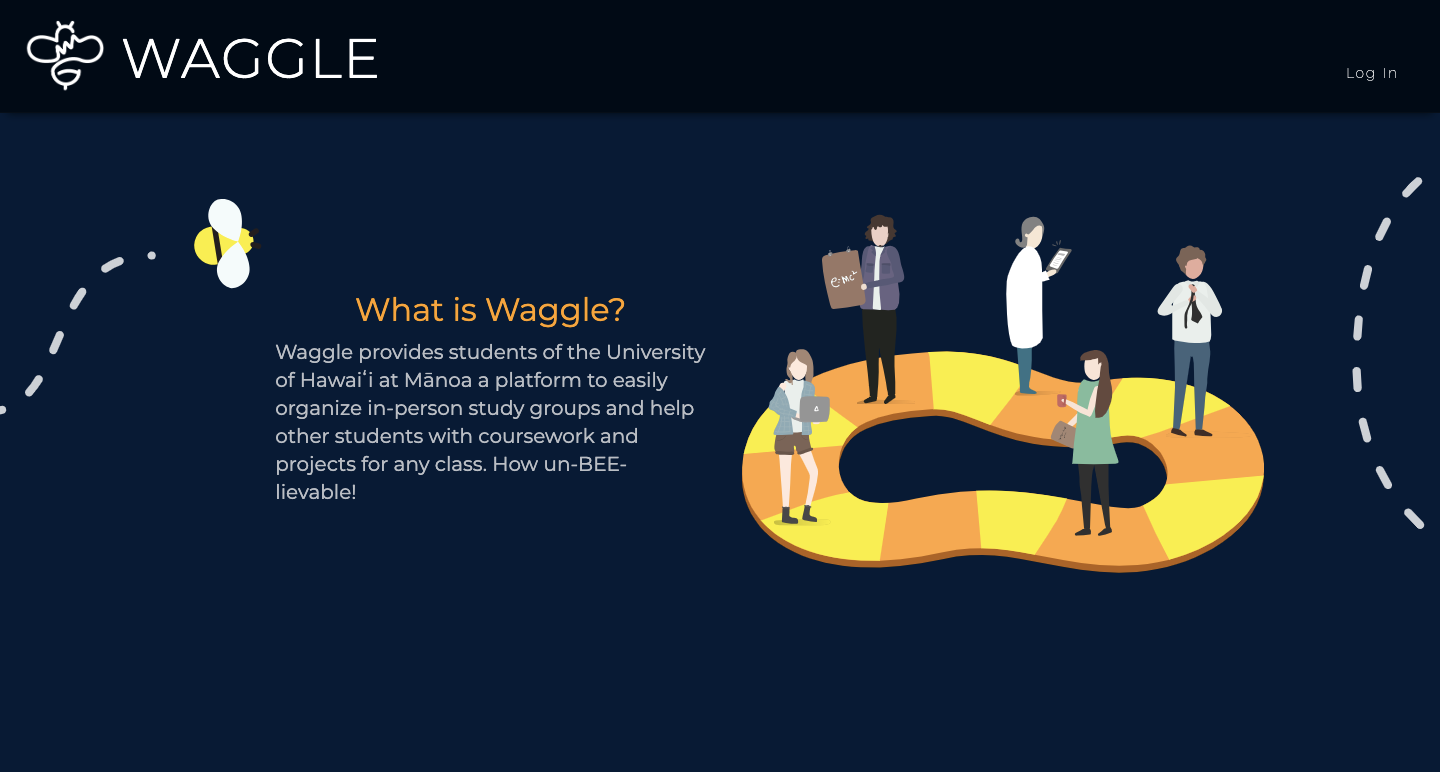 WAGGLE
Log In
What is Waggle?
Waggle provides students of the University
of Hawaiʻi at Mānoa a platform to easily
organize in-person study groups and help
other students with coursework and
projects for any class. How un-BEE-
lievable!
e=mc²